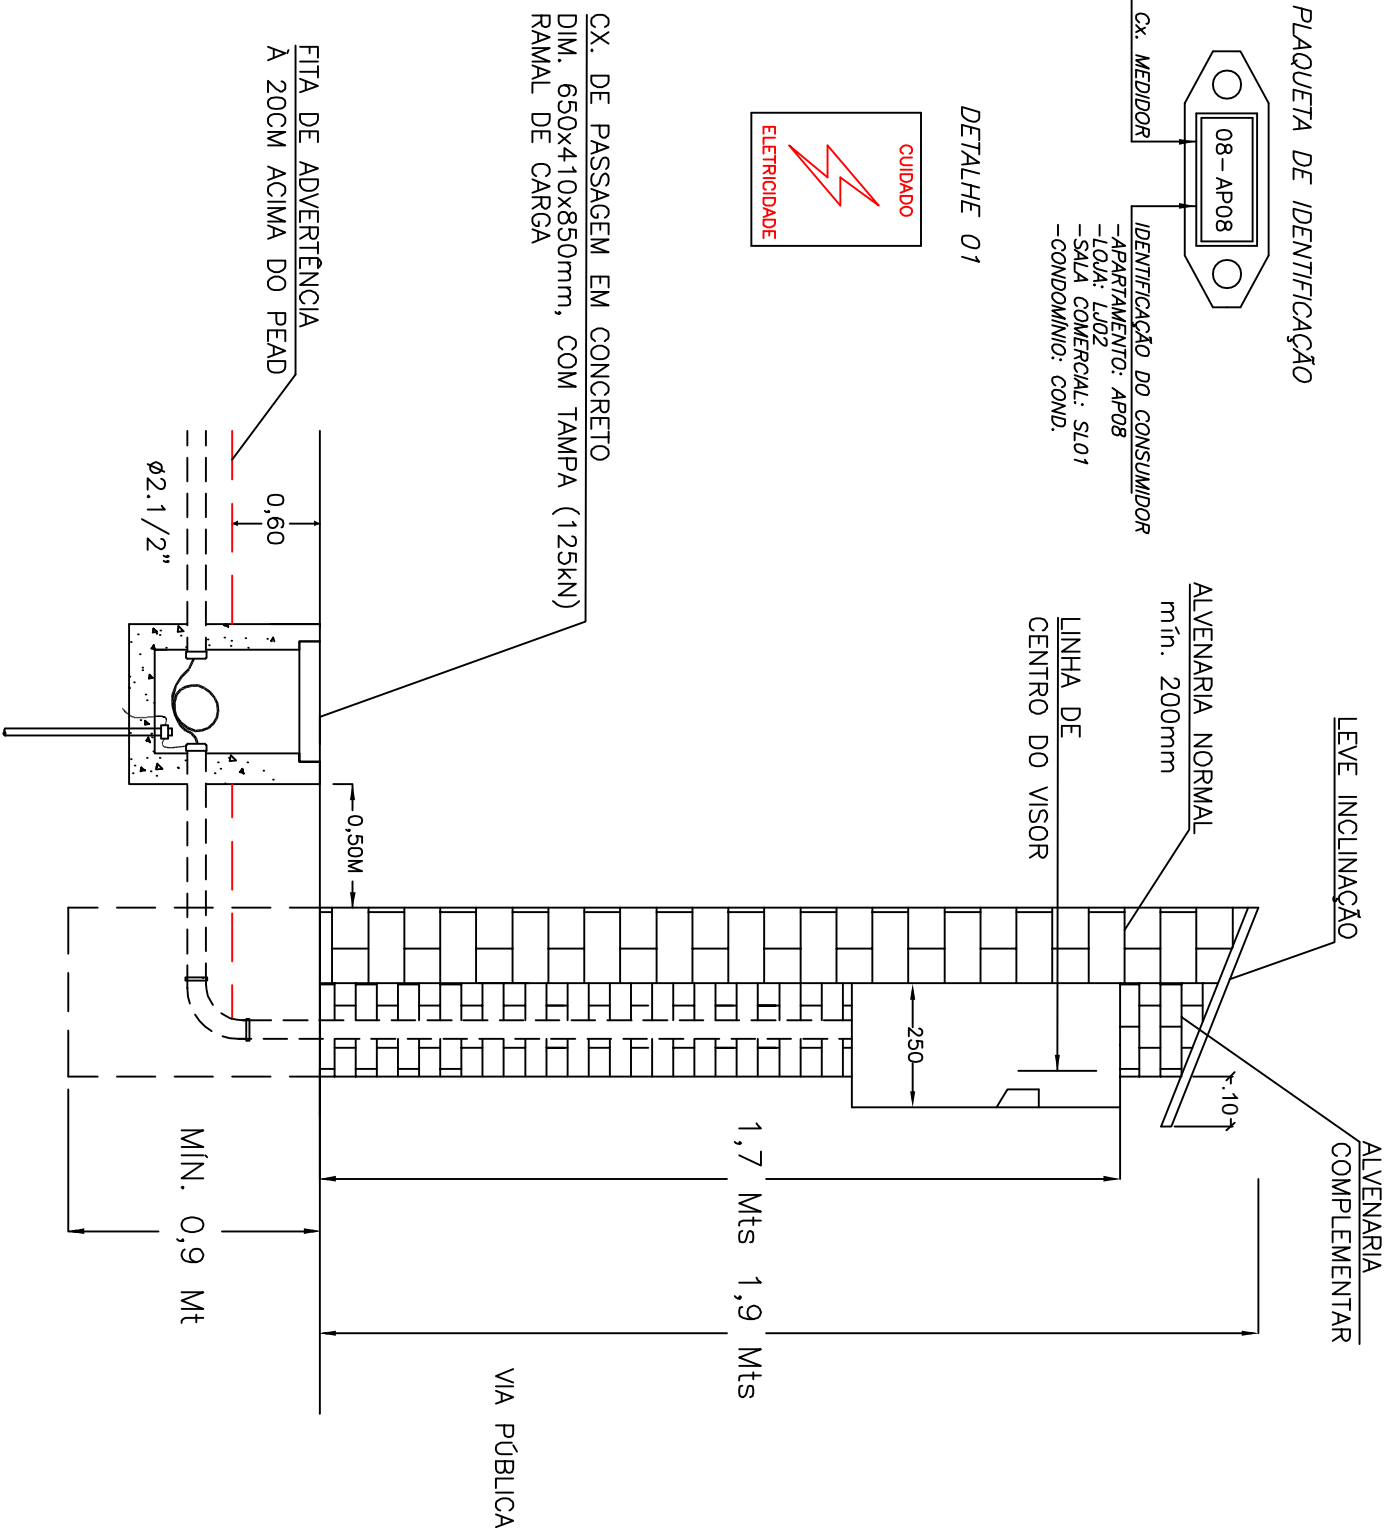 PLAQUETA DE IDENTIFICAÇÃO
08-AP08
Cx. MEDIDOR
IDENTIFICAÇÃO DO CONSUMIDOR
-APARTAMENTO: AP08
-LOJA: LJ02
-SALA COMERCIAL: SL01
-CONDOMÍNIO: COND.
DETALHE 01
CUIDADO
ELETRICIDADE
CX. DE PASSAGEM EM CONCRETO
DIM. 650x410x850mm, COM TAMPA (125kN)
RAMAL DE CARGA
FITA DE ADVERTÊNCIA
À 20CM ACIMA DO PEAD
0,60
Ø2.1/2"
LEVE INCLINAÇÃO
ALVENARIA NORMAL
mín. 200mm
LINHA DE
CENTRO DO VISOR
0,50M
250
.10
ALVENARIA
COMPLEMENTAR
1,7 Mts
1,9 Mts
MÍN. 0,9 Mt
VIA PÚBLICA